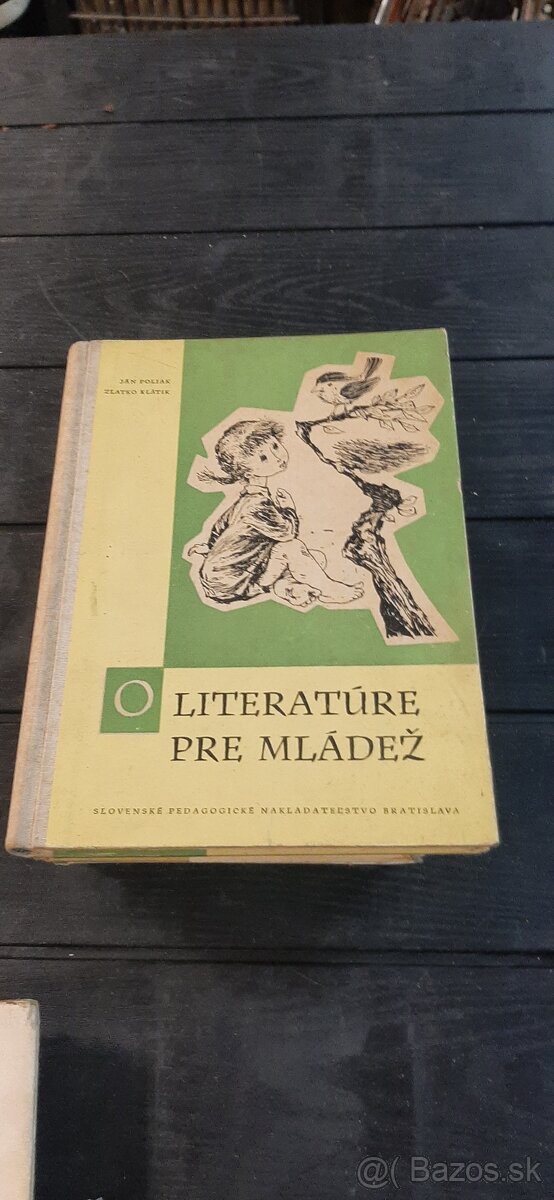 JÁN POLIAK
ZLATKO KLÁTIK
O LITERATÚRE
PRE MLÁDEŽ
SLOVENSKÉ PEDAGOGICKÉ NAKLADATEĽSTVO BRATISLAVA
@( Bazos.sk